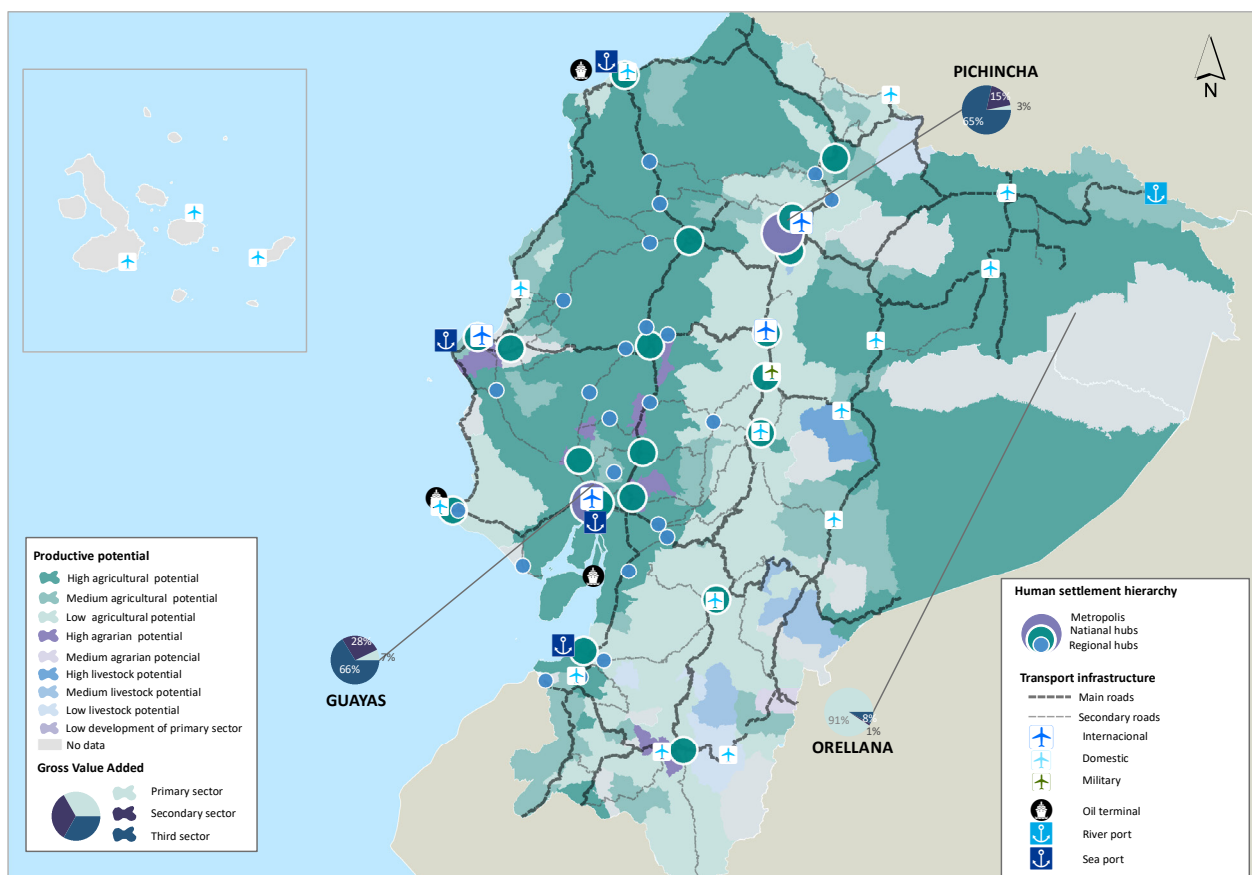 PICHINCHA
15%
3%
65%
N
28%
7%
66%
GUAYAS
91%
8%
1%
ORELLANA
Productive potential
High agricultural potential
Medium agricultural potential
Low agricultural potential
High agrarian potential
Medium agrarian potencial
High livestock potential
Medium livestock potential
Low livestock potential
Low development of primary sector
No data
Gross Value Added
Primary sector
Secondary sector
Third sector
Human settlement hierarchy
Metropolis
Natianal hubs
Regional hubs
Transport infrastructure
Main roads
Secondary roads
Internacional
Domestic
Military
Oil terminal
River port
Sea port